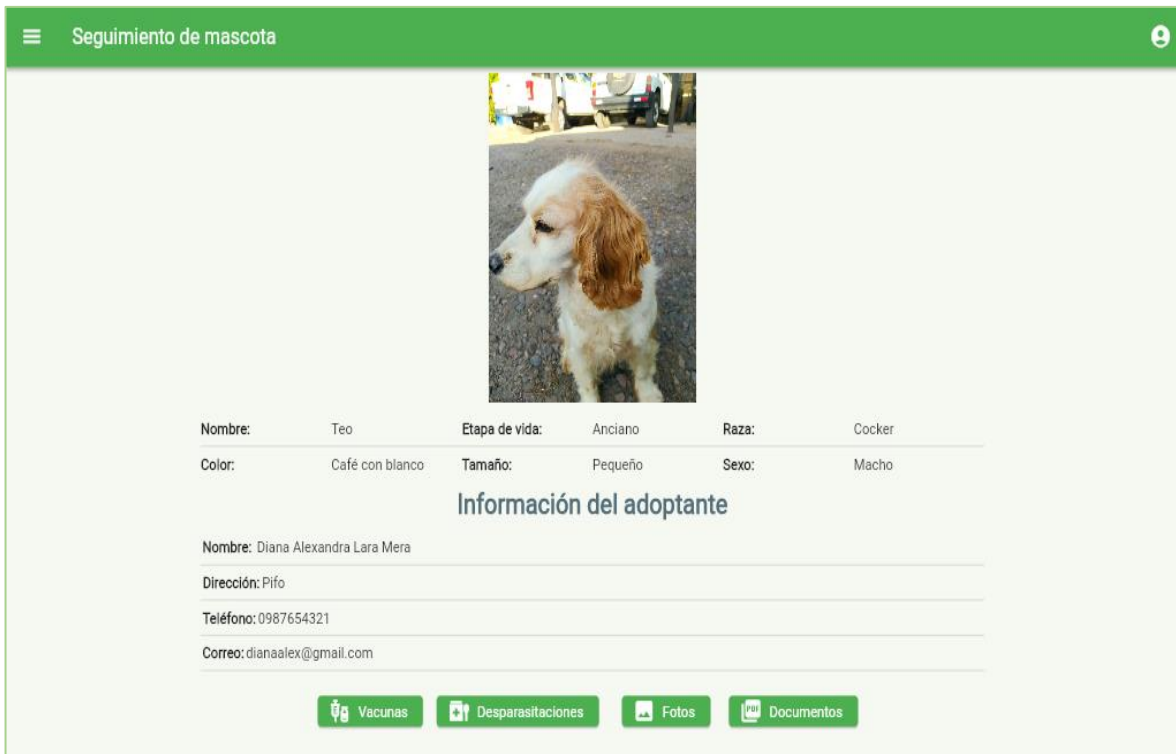 Seguimiento de mascota
Nombre: Teo Etapa de vida: Anciano Raza: Cocker
Color: Café con blanco Tamaño: Pequeño Sexo: Macho
Información del adoptante
Nombre: Diana Alexandra Lara Mera
Dirección: Pifo
Teléfono: 0987654321
Correo: dianaalex@gmail.com
Vacunas Desparasitaciones Fotos PDF Documentos